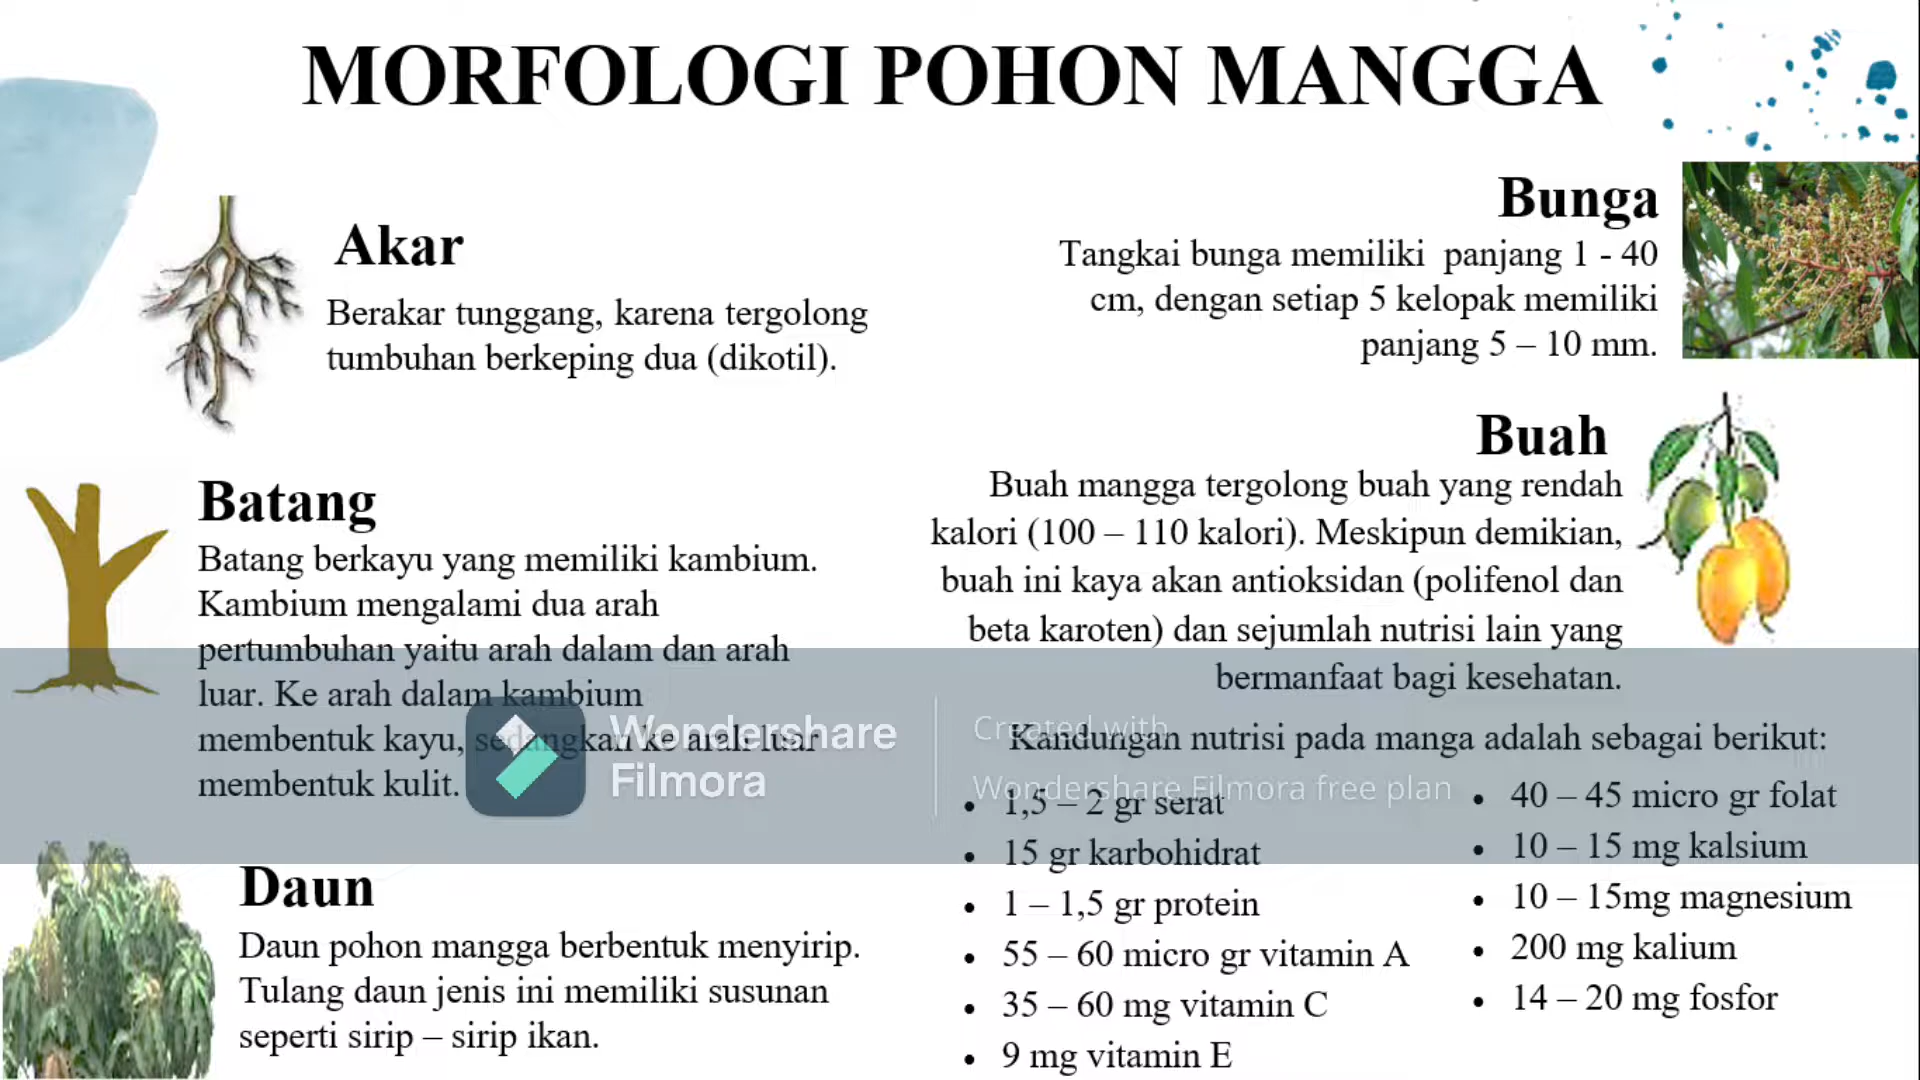 MORFOLOGI POHON MANGGA
Akar
Berakar tunggang, karena tergolong
tumbuhan berkeping dua (dikotil).
Batang
Batang berkayu yang memiliki kambium.
Kambium mengalami dua arah
pertumbuhan yaitu arah dalam dan arah
luar. Ke arah dalam kambium
membentuk kayu, sedangkan ke arah luar
membentuk kulit.
Daun
Daun pohon mangga berbentuk menyirip.
Tulang daun jenis ini memiliki susunan
seperti sirip – sirip ikan.
Bunga
Tangkai bunga memiliki panjang 1 - 40
cm, dengan setiap 5 kelopak memiliki
panjang 5 – 10 mm.
Buah
Buah mangga tergolong buah yang rendah
kalori (100 – 110 kalori). Meskipun demikian,
buah ini kaya akan antioksidan (polifenol dan
beta karoten) dan sejumlah nutrisi lain yang
bermanfaat bagi kesehatan.
Kandungan nutrisi pada manga adalah sebagai berikut:
• 1,5 – 2 gr serat
• 15 gr karbohidrat
• 1 – 1,5 gr protein
• 55 – 60 micro gr vitamin A
• 35 – 60 mg vitamin C
• 9 mg vitamin E
• 40 – 45 micro gr folat
• 10 – 15 mg kalsium
• 10 – 15mg magnesium
• 200 mg kalium
• 14 – 20 mg fosfor
Wondershare
Filmora
Created with
Wondershare Filmora free plan